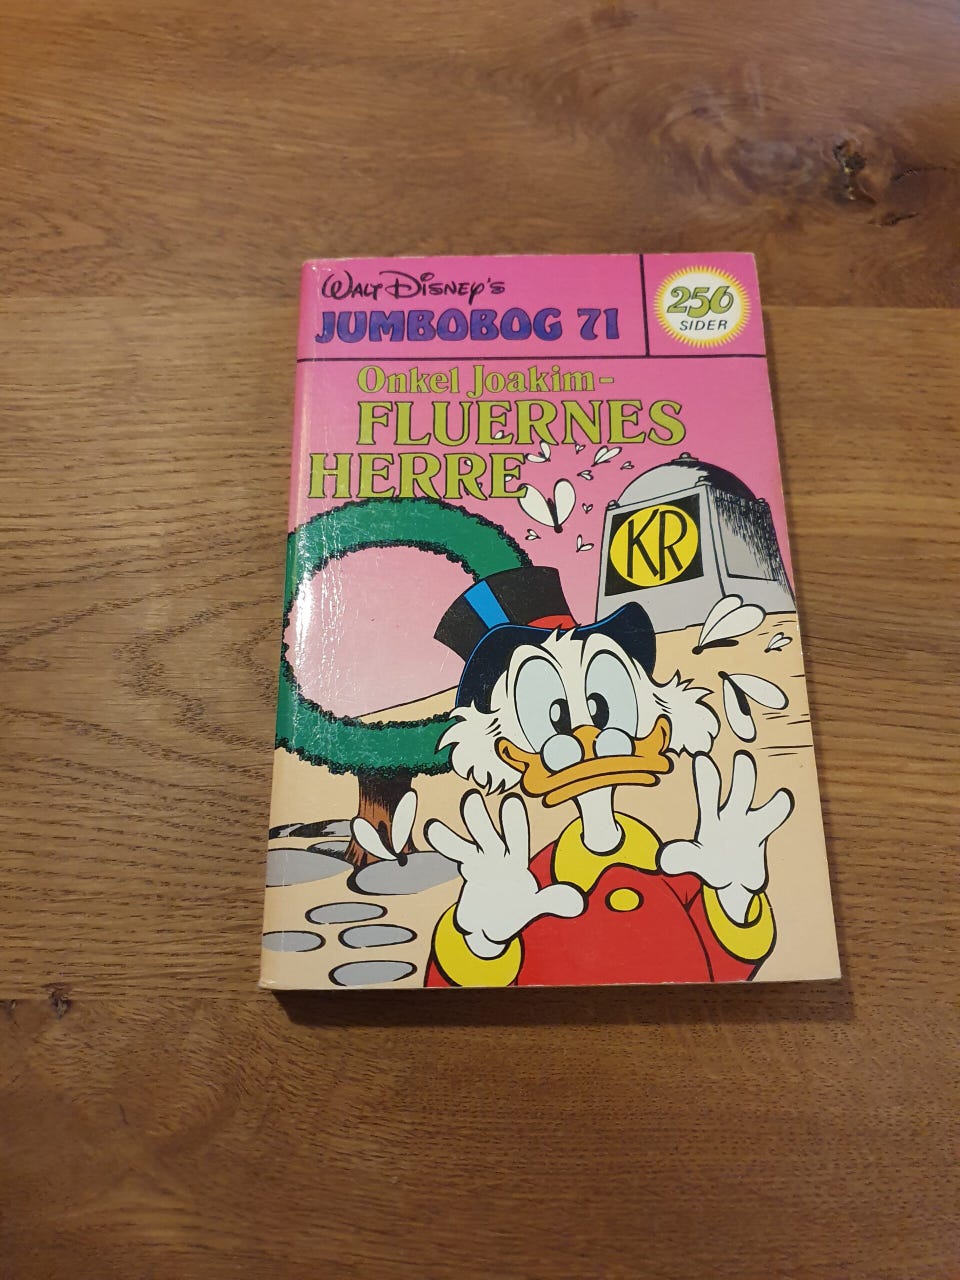 WALT DISNEY'S
JUMBOBOG 71
256
SIDER
Onkel Joakim-
FLUERNES
HERRE
KR